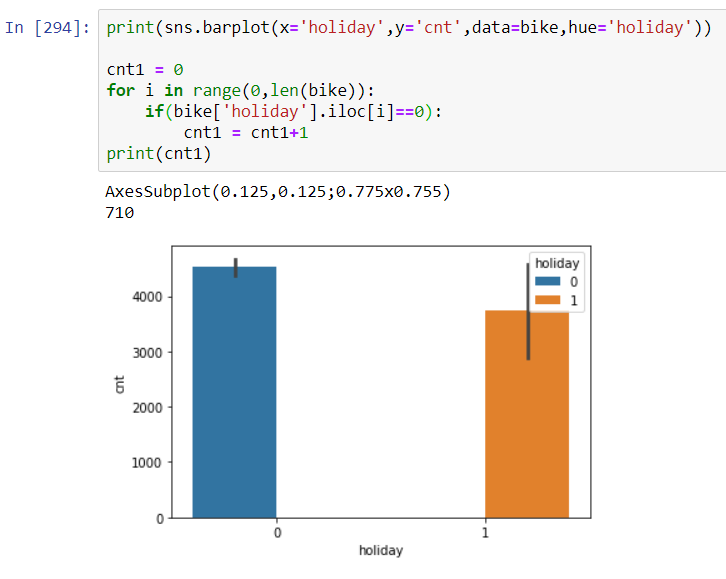 In [294]: print(sns.barplot(x='holiday',y='cnt',data=bike,hue='holiday'))
cnt1 = 0
for i in range(0,len(bike)):
    if(bike['holiday'].iloc[i]==0):
        cnt1 = cnt1+1
print(cnt1)
AxesSubplot(0.125,0.125;0.775x0.755)
710
holiday
0
1
4000
3000
2000
1000
0
cnt
0 1
holiday